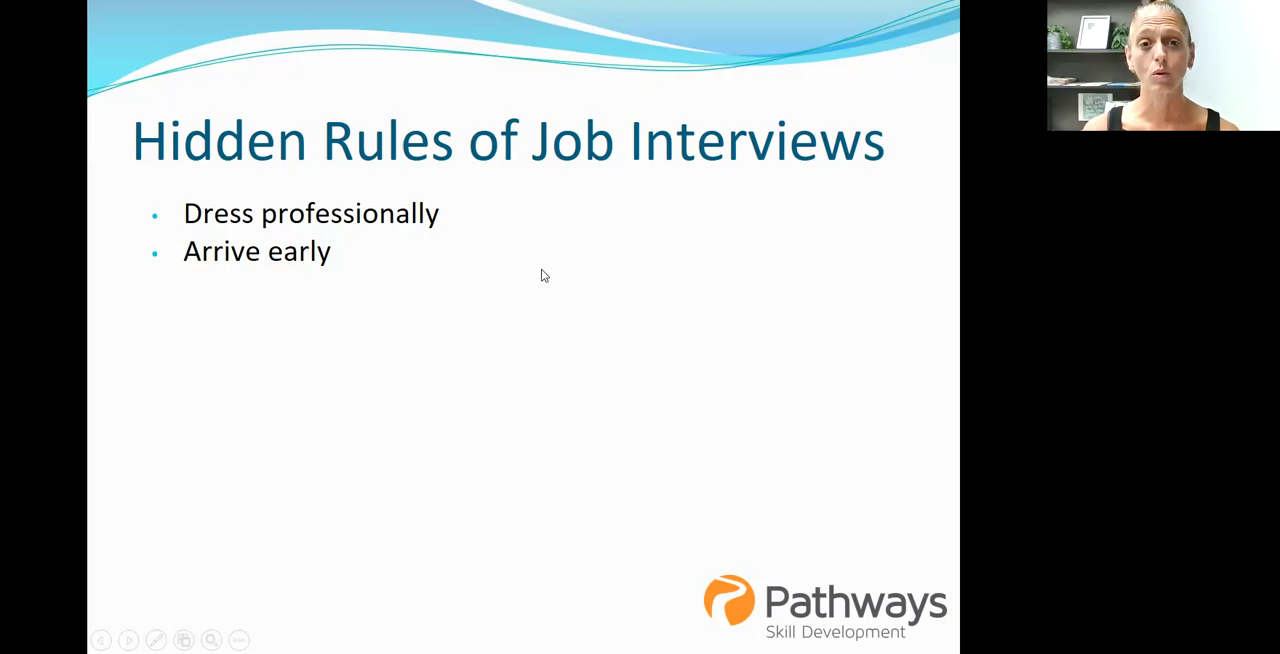 Hidden Rules of Job Interviews
Dress professionally
Arrive early
Pathways
Skill Development